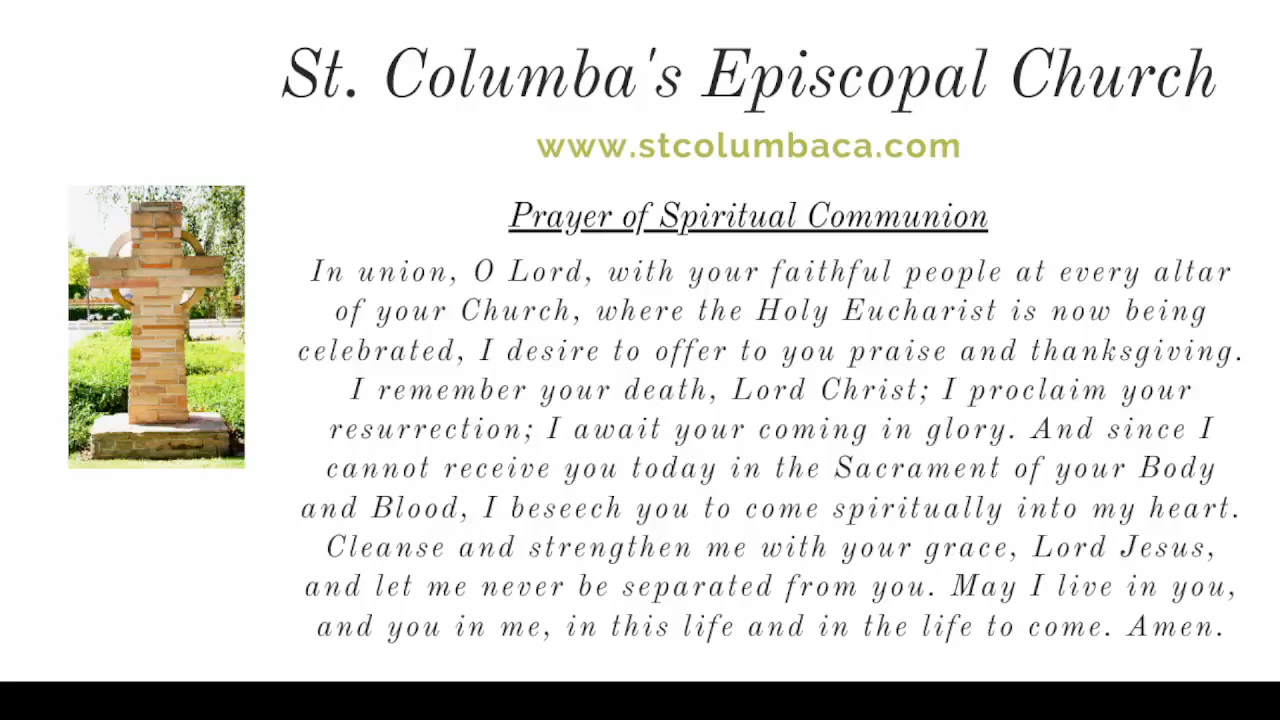 St. Columba's Episcopal Church
www.stcolumbaca.com
Prayer of Spiritual Communion
In union, O Lord, with your faithful people at every altar
of your Church, where the Holy Eucharist is now being
celebrated, I desire to offer to you praise and thanksgiving.
I remember your death, Lord Christ; I proclaim your
resurrection; I await your coming in glory. And since I
cannot receive you today in the Sacrament of your Body
and Blood, I beseech you to come spiritually into my heart.
Cleanse and strengthen me with your grace, Lord Jesus,
and let me never be separated from you. May I live in you,
and you in me, in this life and in the life to come. Amen.